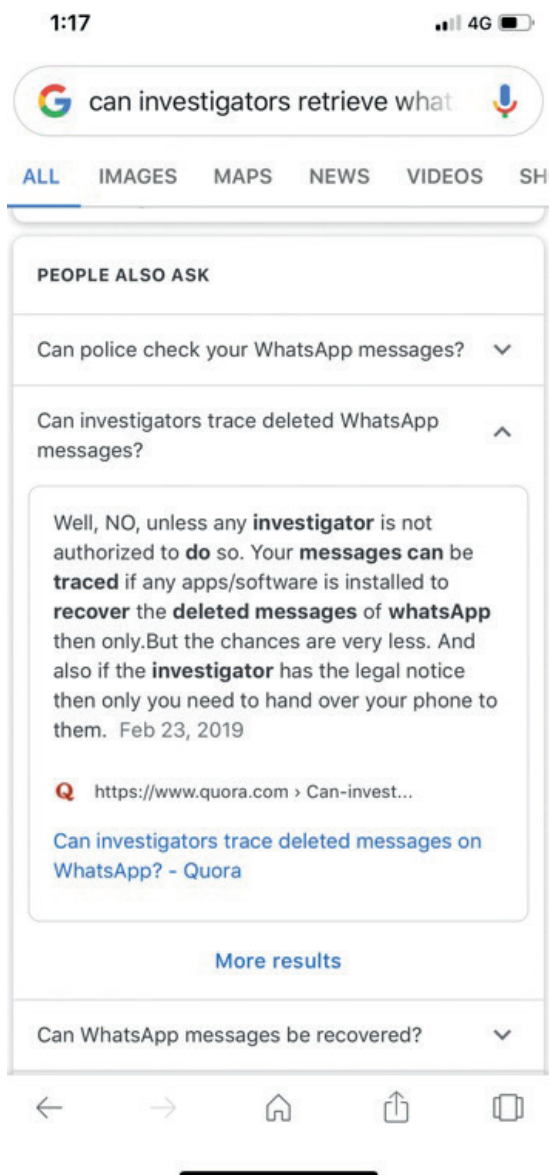 1:17 4G
can investigators retrieve what
ALL IMAGES MAPS NEWS VIDEOS SH
PEOPLE ALSO ASK
Can police check your WhatsApp messages?
Can investigators trace deleted WhatsApp
messages?
Well, NO, unless any investigator is not
authorized to do so. Your messages can be
traced if any apps/software is installed to
recover the deleted messages of whatsApp
then only.But the chances are very less. And
also if the investigator has the legal notice
then only you need to hand over your phone to
them. Feb 23, 2019
Q https://www.quora.com › Can-invest...
Can investigators trace deleted messages on
WhatsApp? - Quora
More results
Can WhatsApp messages be recovered?